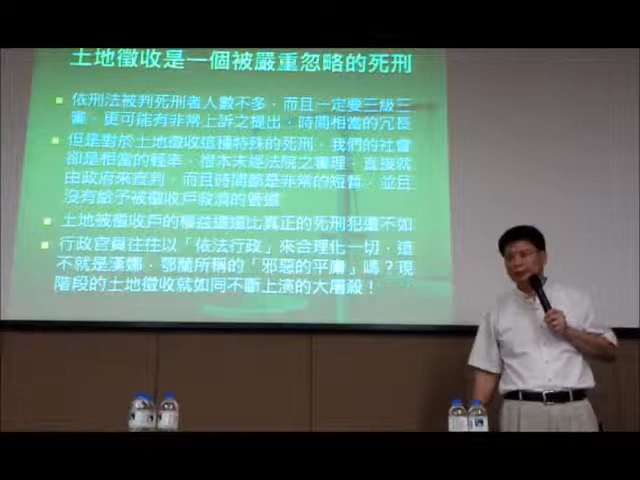 土地徵收是一個被嚴重忽略的死刑
依刑法被判死刑者人數不多，而且一定要三級三
審，更可能有非常上訴之提出，時間相當的冗長
但是對於土地徵收這種特殊的死刑，我們的社會
卻是相當的輕率，根本未經法院之審理，直接就
由政府來宣判，而且時間都是非常的短暫，並且
沒有給予被徵收戶救濟的管道
土地被徵收戶的權益遠遠比真正的死刑犯還不如
行政官員往往以「依法行政」來合理化一切，這
不就是漢娜．鄂蘭所稱的「邪惡的平庸」嗎？現
階段的土地徵收就如同不斷上演的大屠殺！